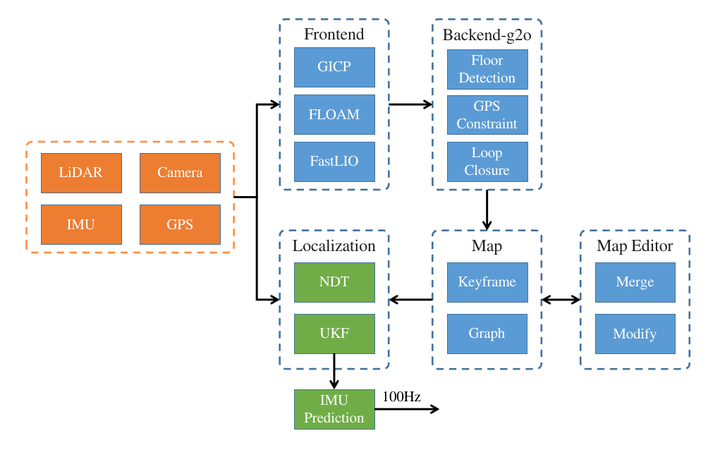 Frontend
GICP
FLOAM
FastLIO
Backend-g2o
Floor
Detection
GPS
Constraint
Loop
Closure
LiDAR
Camera
IMU
GPS
Localization
NDT
UKF
Map
Keyframe
Graph
Map Editor
Merge
Modify
IMU
Prediction
100Hz